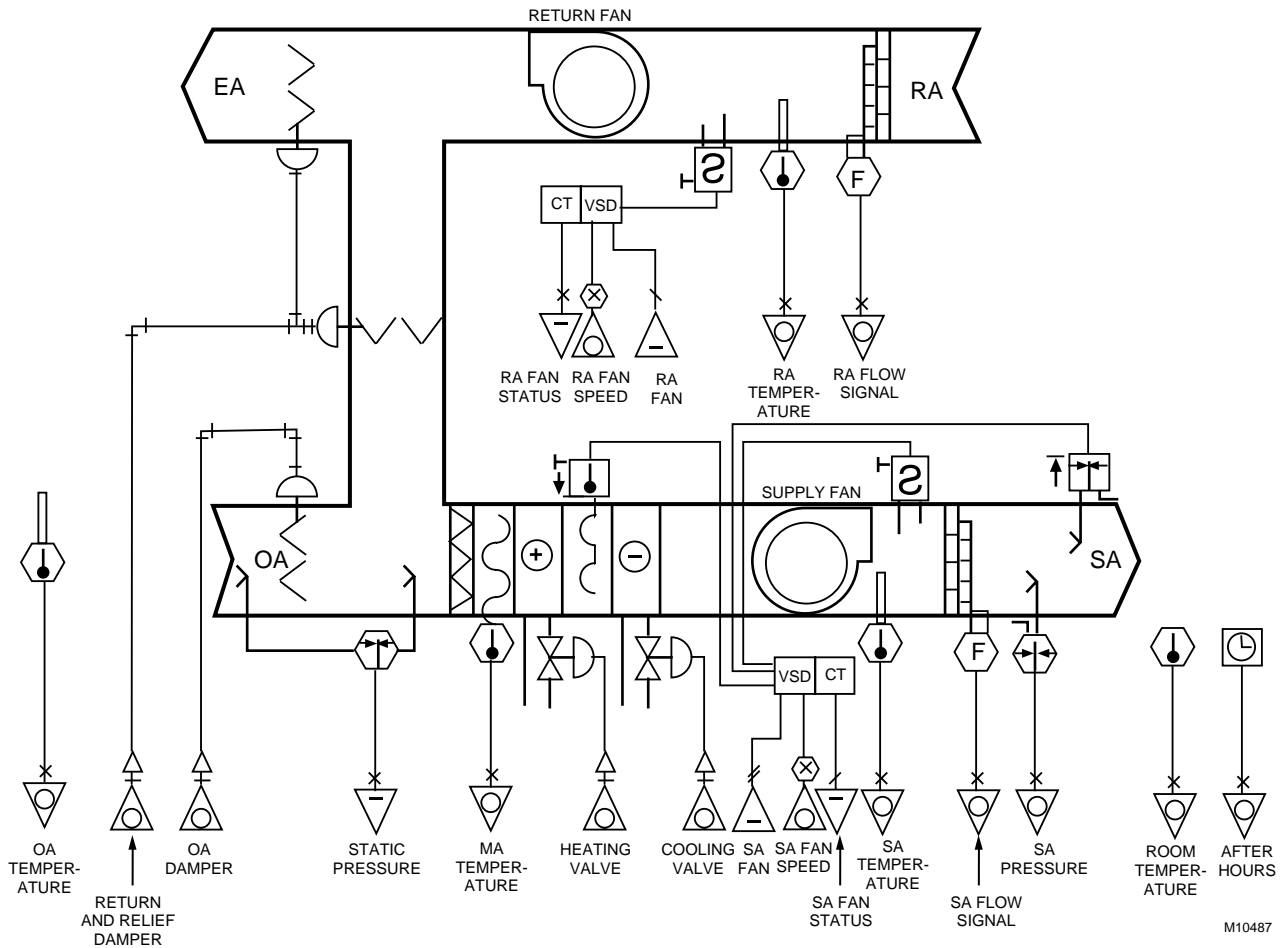 RETURN FAN
EA
RA
S
F
CT
VSD
RA FAN
STATUS
RA FAN
SPEED
RA
FAN
RA
TEMPER-
ATURE
RA FLOW
SIGNAL
SUPPLY FAN
S
OA
SA
F
VSD
CT
OA
TEMPER-
ATURE
RETURN
AND RELIEF
DAMPER
OA
DAMPER
STATIC
PRESSURE
MA
TEMPER-
ATURE
HEATING
VALVE
COOLING
VALVE
SA
FAN
SA FAN
SPEED
SA FAN
STATUS
SA
TEMPER-
ATURE
SA FLOW
SIGNAL
SA
PRESSURE
ROOM
TEMPER-
ATURE
AFTER
HOURS
M10487